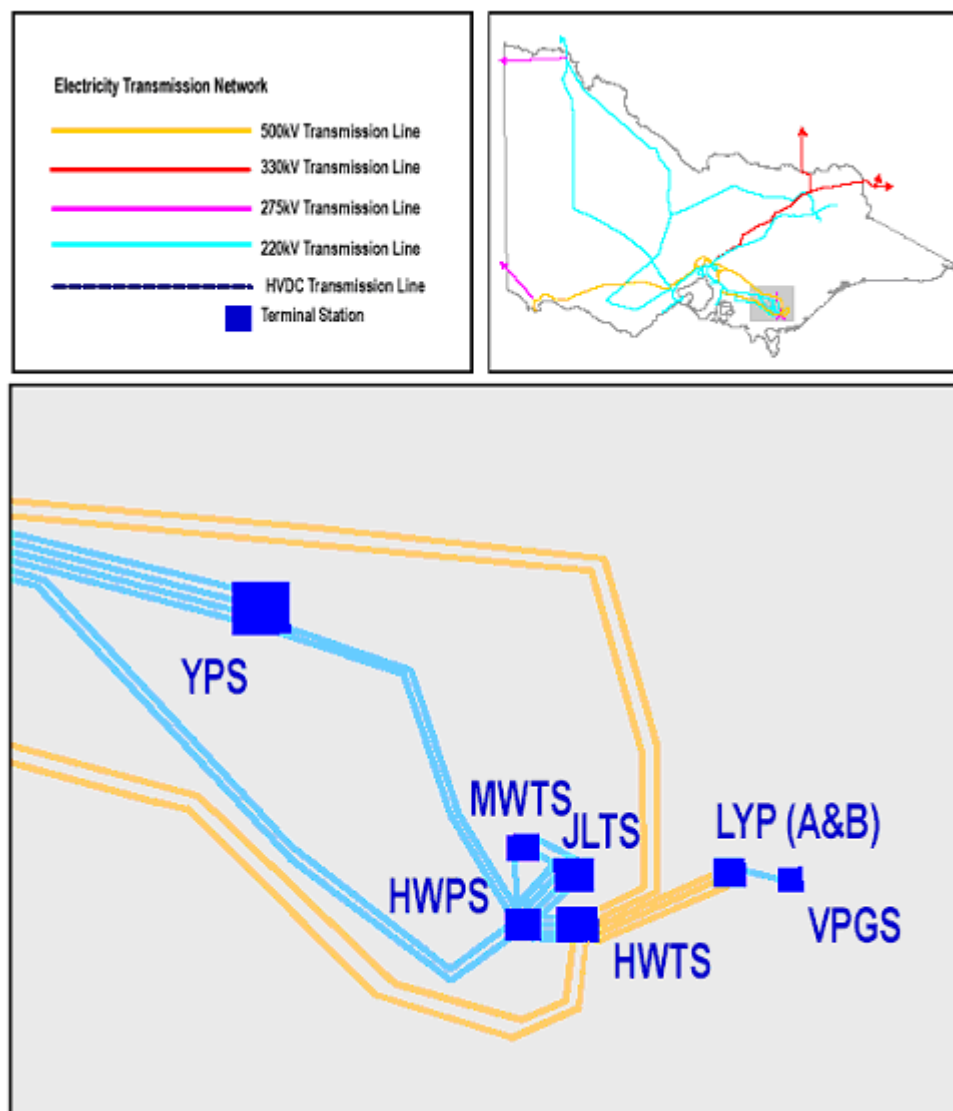 Electricity Transmission Network
500kV Transmission Line
330kV Transmission Line
275kV Transmission Line
220kV Transmission Line
HVDC Transmission Line
Terminal Station
YPS
MWTS
JLTS
LYP (A&B)
HWPS
VPGS
HWTS